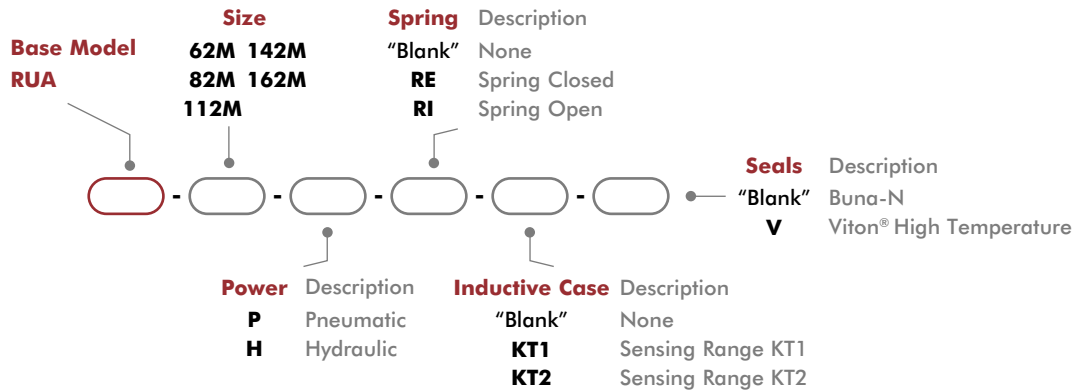 Size
Spring Description
Base Model
RUA
62M 142M
82M 162M
112M
"Blank" None
RE Spring Closed
RI Spring Open
Seals Description
"Blank" Buna-N
V Viton® High Temperature
- - - - -
Power Description
P Pneumatic
H Hydraulic
Inductive Case Description
"Blank" None
KT1 Sensing Range KT1
KT2 Sensing Range KT2